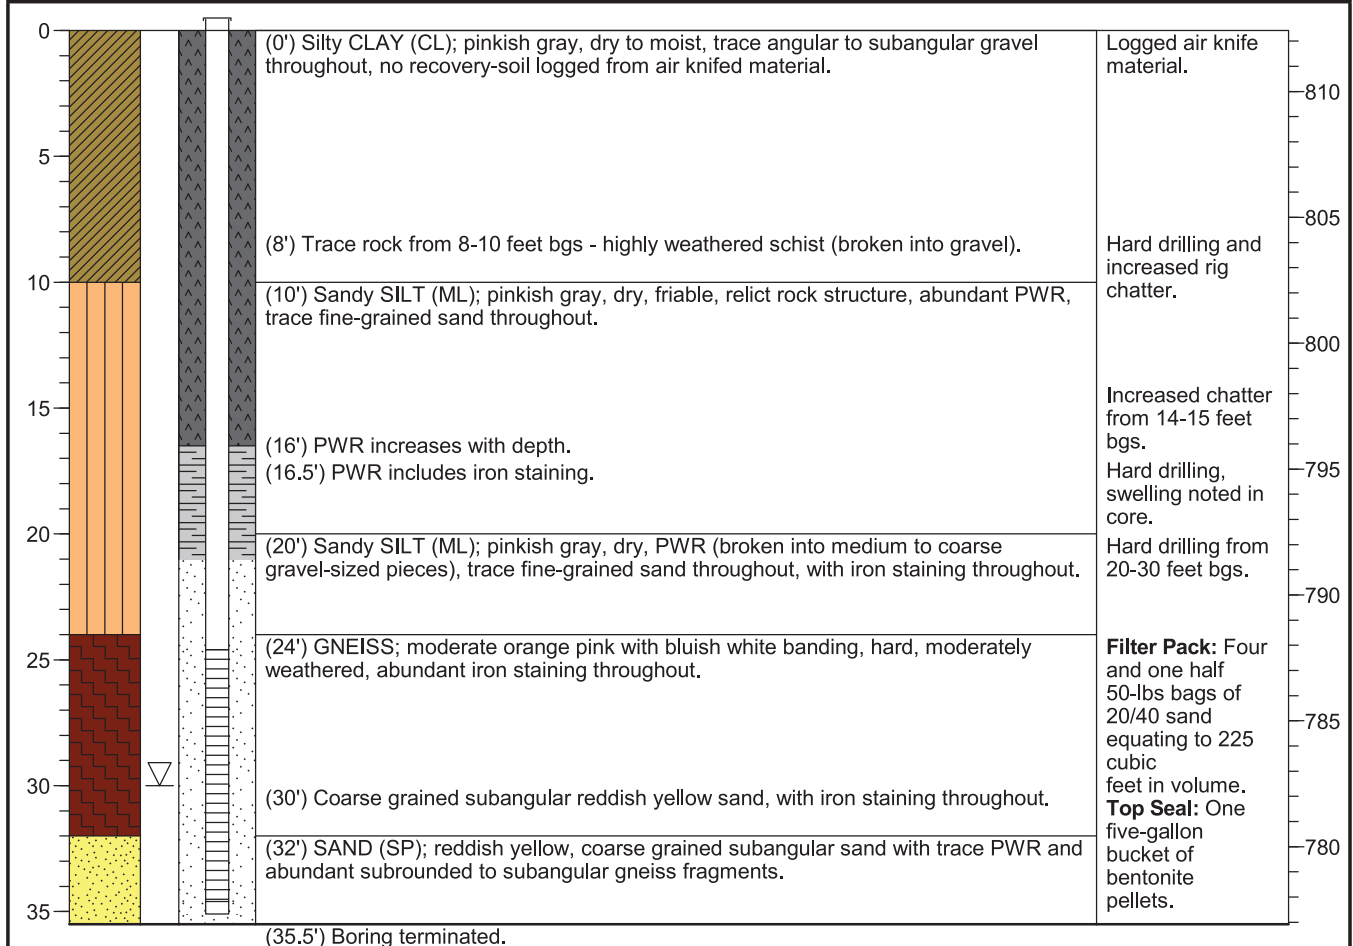 0
5
10
15
20
25
30
35
(0') Silty CLAY (CL); pinkish gray, dry to moist, trace angular to subangular gravel
throughout, no recovery-soil logged from air knifed material.
(8') Trace rock from 8-10 feet bgs - highly weathered schist (broken into gravel).
(10') Sandy SILT (ML); pinkish gray, dry, friable, relict rock structure, abundant PWR,
trace fine-grained sand throughout.
(16') PWR increases with depth.
(16.5') PWR includes iron staining.
(20') Sandy SILT (ML); pinkish gray, dry, PWR (broken into medium to coarse
gravel-sized pieces), trace fine-grained sand throughout, with iron staining throughout.
(24') GNEISS; moderate orange pink with bluish white banding, hard, moderately
weathered, abundant iron staining throughout.
(30') Coarse grained subangular reddish yellow sand, with iron staining throughout.
(32') SAND (SP); reddish yellow, coarse grained subangular sand with trace PWR and
abundant subrounded to subangular gneiss fragments.
(35.5') Boring terminated.
Logged air knife
material.
Hard drilling and
increased rig
chatter.
Increased chatter
from 14-15 feet
bgs.
Hard drilling,
swelling noted in
core.
Hard drilling from
20-30 feet bgs.
Filter Pack: Four
and one half
50-lbs bags of
20/40 sand
equating to 225
cubic
feet in volume.
Top Seal: One
five-gallon
bucket of
bentonite
pellets.
810
805
800
795
790
785
780